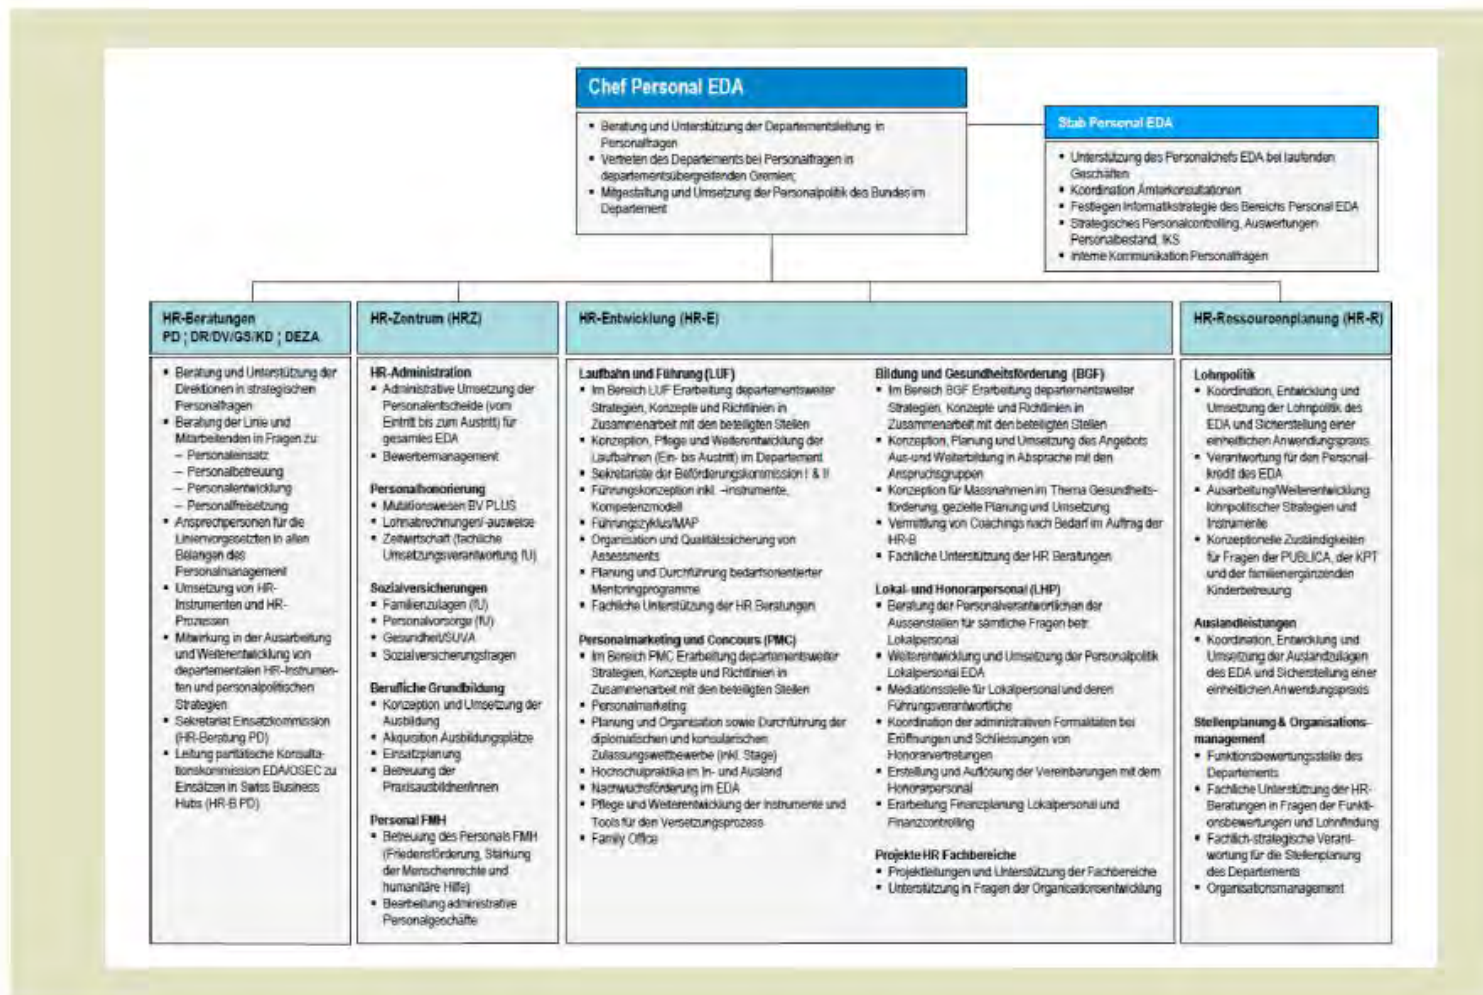 Chef Personal EDA
▪ Beratung und Unterstützung der Departementsleitung in
Personalfragen
▪ Vertreten des Departements bei Personalfragen in
departementsübergreifenden Gremien;
▪ Mitgestaltung und Umsetzung der Personalpolitik des Bundes im
Departement
Stab Personal EDA
▪ Unterstützung des Personalchefs EDA bei laufenden
Geschäften
▪ Koordination Ämterkonsultationen
▪ Festlegen Informatikstrategie des Bereichs Personal EDA
▪ Strategisches Personalcontrolling, Auswertungen
Personalbestand, IKS
▪ Interne Kommunikation Personalfragen
HR-Beratungen
PD ; DR/DV/GS/KD ; DEZA
▪ Beratung und Unterstützung der
Direktionen in strategischen
Personalfragen
▪ Beratung der Linie und
Mitarbeitenden in Fragen zu:
– Personaleinsatz
– Personalbetreuung
– Personalentwicklung
– Personalfreisetzung
▪ Ansprechpersonen für die
Linienvorgesetzten in allen
Belangen des
Personalmanagement
▪ Umsetzung von HR-
Instrumenten und HR-
Prozessen
▪ Mitwirkung in der Ausarbeitung
und Weiterentwicklung von
departementalen HR-Instrumen-
ten und personalpolitischen
Strategien
▪ Sekretariat Einsatzkommission
(HR-Beratung PD)
▪ Leitung paritätische Konsulta-
tionskommission EDA/OSEC zu
Einsätzen in Swiss Business
Hubs (HR-B PD)
HR-Zentrum (HRZ)
HR-Administration
▪ Administrative Umsetzung der
Personalentscheide (vom
Eintritt bis zum Austritt) für
gesamtes EDA
▪ Bewerbermanagement
Personalhonorierung
▪ Mutationswesen BV PLUS
▪ Lohnabrechnungen/-ausweise
▪ Zeitwirtschaft (fachliche
Umsetzungsverantwortung fU)
Sozialversicherungen
▪ Familienzulagen (fU)
▪ Personalvorsorge (fU)
▪ Gesundheit/SUVA
▪ Sozialversicherungsfragen
Berufliche Grundbildung
▪ Konzeption und Umsetzung der
Ausbildung
▪ Akquisition Ausbildungsplätze
▪ Einsatzplanung
▪ Betreuung der
Praxisausbildner/innen
Personal FMH
▪ Betreuung des Personals FMH
(Friedensförderung, Stärkung
der Menschenrechte und
humanitäre Hilfe)
▪ Bearbeitung administrative
Personalgeschäfte
HR-Entwicklung (HR-E)
Laufbahn und Führung (LUF)
▪ Im Bereich LUF Erarbeitung departementsweiter
Strategien, Konzepte und Richtlinien in
Zusammenarbeit mit den beteiligten Stellen
▪ Konzeption, Pflege und Weiterentwicklung der
Laufbahnen (Ein- bis Austritt) im Departement
▪ Sekretariate der Beförderungskommission I & II
▪ Führungskonzeption inkl. –instrumente,
Kompetenzmodell
▪ Führungszyklus/MAP
▪ Organisation und Qualitätssicherung von
Assessments
▪ Planung und Durchführung bedarfsorientierter
Mentoringprogramme
▪ Fachliche Unterstützung der HR Beratungen
Personalmarketing und Concours (PMC)
▪ Im Bereich PMC Erarbeitung departementsweiter
Strategien, Konzepte und Richtlinien in
Zusammenarbeit mit den beteiligten Stellen
▪ Personalmarketing
▪ Planung und Organisation sowie Durchführung der
diplomatischen und konsularischen
Zulassungswettbewerbe (inkl. Stage)
▪ Hochschulpraktika im In- und Ausland
▪ Nachwuchsförderung im EDA
▪ Pflege und Weiterentwicklung der Instrumente und
Tools für den Versetzungsprozess
▪ Family Office
Bildung und Gesundheitsförderung (BGF)
▪ Im Bereich BGF Erarbeitung departementsweiter
Strategien, Konzepte und Richtlinien in
Zusammenarbeit mit den beteiligten Stellen
▪ Konzeption, Planung und Umsetzung des Angebots
Aus-und Weiterbildung in Absprache mit den
Anspruchsgruppen
▪ Konzeption für Massnahmen im Thema Gesundheits-
förderung, gezielte Planung und Umsetzung
▪ Vermittlung von Coachings nach Bedarf im Auftrag der
HR-B
▪ Fachliche Unterstützung der HR Beratungen
Lokal- und Honorarpersonal (LHP)
▪ Beratung der Personalverantwortlichen der
Aussenstellen für sämtliche Fragen betr.
Lokalpersonal
▪ Weiterentwicklung und Umsetzung der Personalpolitik
Lokalpersonal EDA
▪ Mediationsstelle für Lokalpersonal und deren
Führungsverantwortliche
▪ Koordination der administrativen Formalitäten bei
Eröffnungen und Schliessungen von
Honorarvertretungen
▪ Erstellung und Auflösung der Vereinbarungen mit dem
Honorarpersonal
▪ Erarbeitung Finanzplanung Lokalpersonal und
Finanzcontrolling
Projekte HR Fachbereiche
▪ Projektleitungen und Unterstützung der Fachbereiche
▪ Unterstützung in Fragen der Organisationsentwicklung
HR-Ressourcenplanung (HR-R)
Lohnpolitik
▪ Koordination, Entwicklung und
Umsetzung der Lohnpolitik des
EDA und Sicherstellung einer
einheitlichen Anwendungspraxis
▪ Verantwortung für den Personal-
kredit des EDA
▪ Ausarbeitung/Weiterentwicklung
lohnpolitischer Strategien und
Instrumente
▪ Konzeptionelle Zuständigkeiten
für Fragen der PUBLICA, der KPT
und der familienergänzenden
Kinderbetreuung
Auslandleistungen
▪ Koordination, Entwicklung und
Umsetzung der Auslandzulagen
des EDA und Sicherstellung einer
einheitlichen Anwendungspraxis
Stellenplanung & Organisations-
management
▪ Funktionsbewertungsstelle des
Departements
▪ Fachliche Unterstützung der HR-
Beratungen in Fragen der Funkti-
onsbewertungen und Lohnfindung
▪ Fachlich-strategische Verant-
wortung für die Stellenplanung
des Departements
▪ Organisationsmanagement